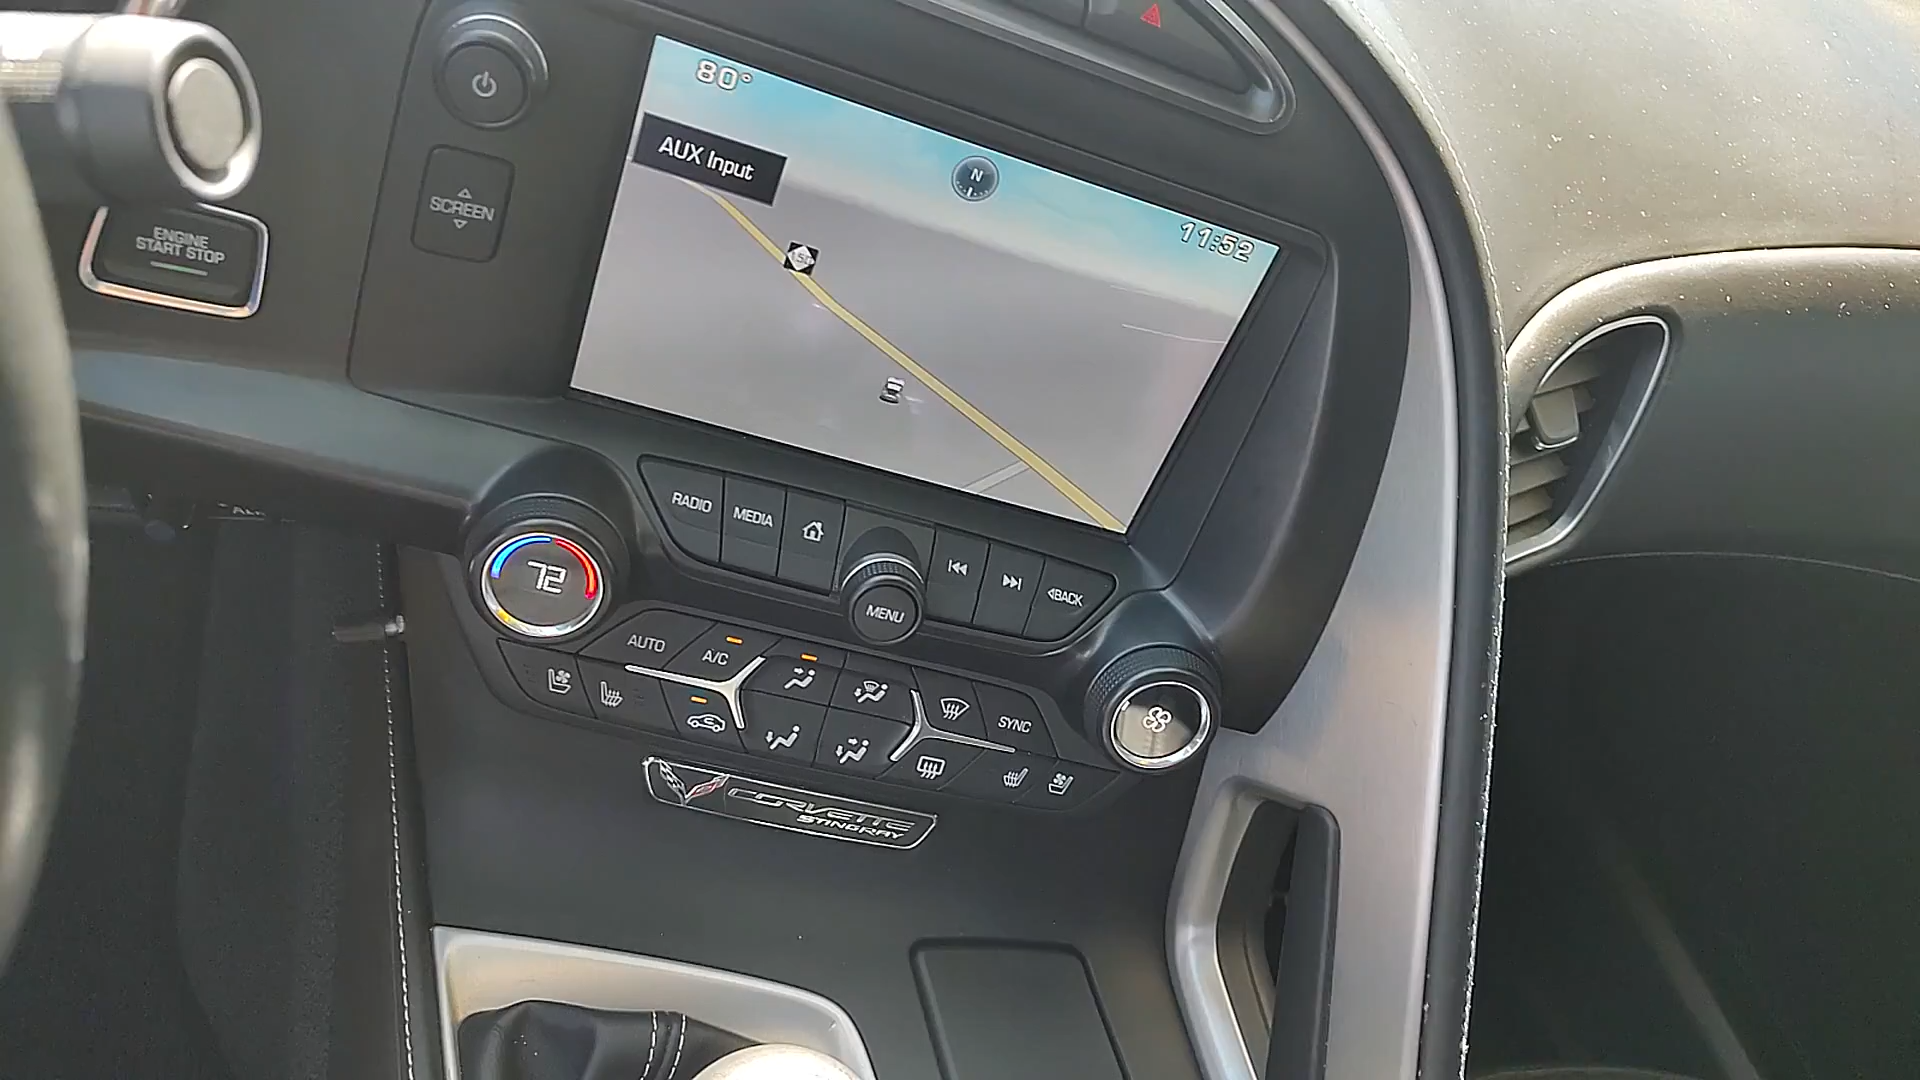 80°
AUX Input
N
11:52
SCREEN
ENGINE
START STOP
RADIO
MEDIA
MENU
BACK
72
AUTO
A/C
SYNC
CORVETTE
STINGRAY